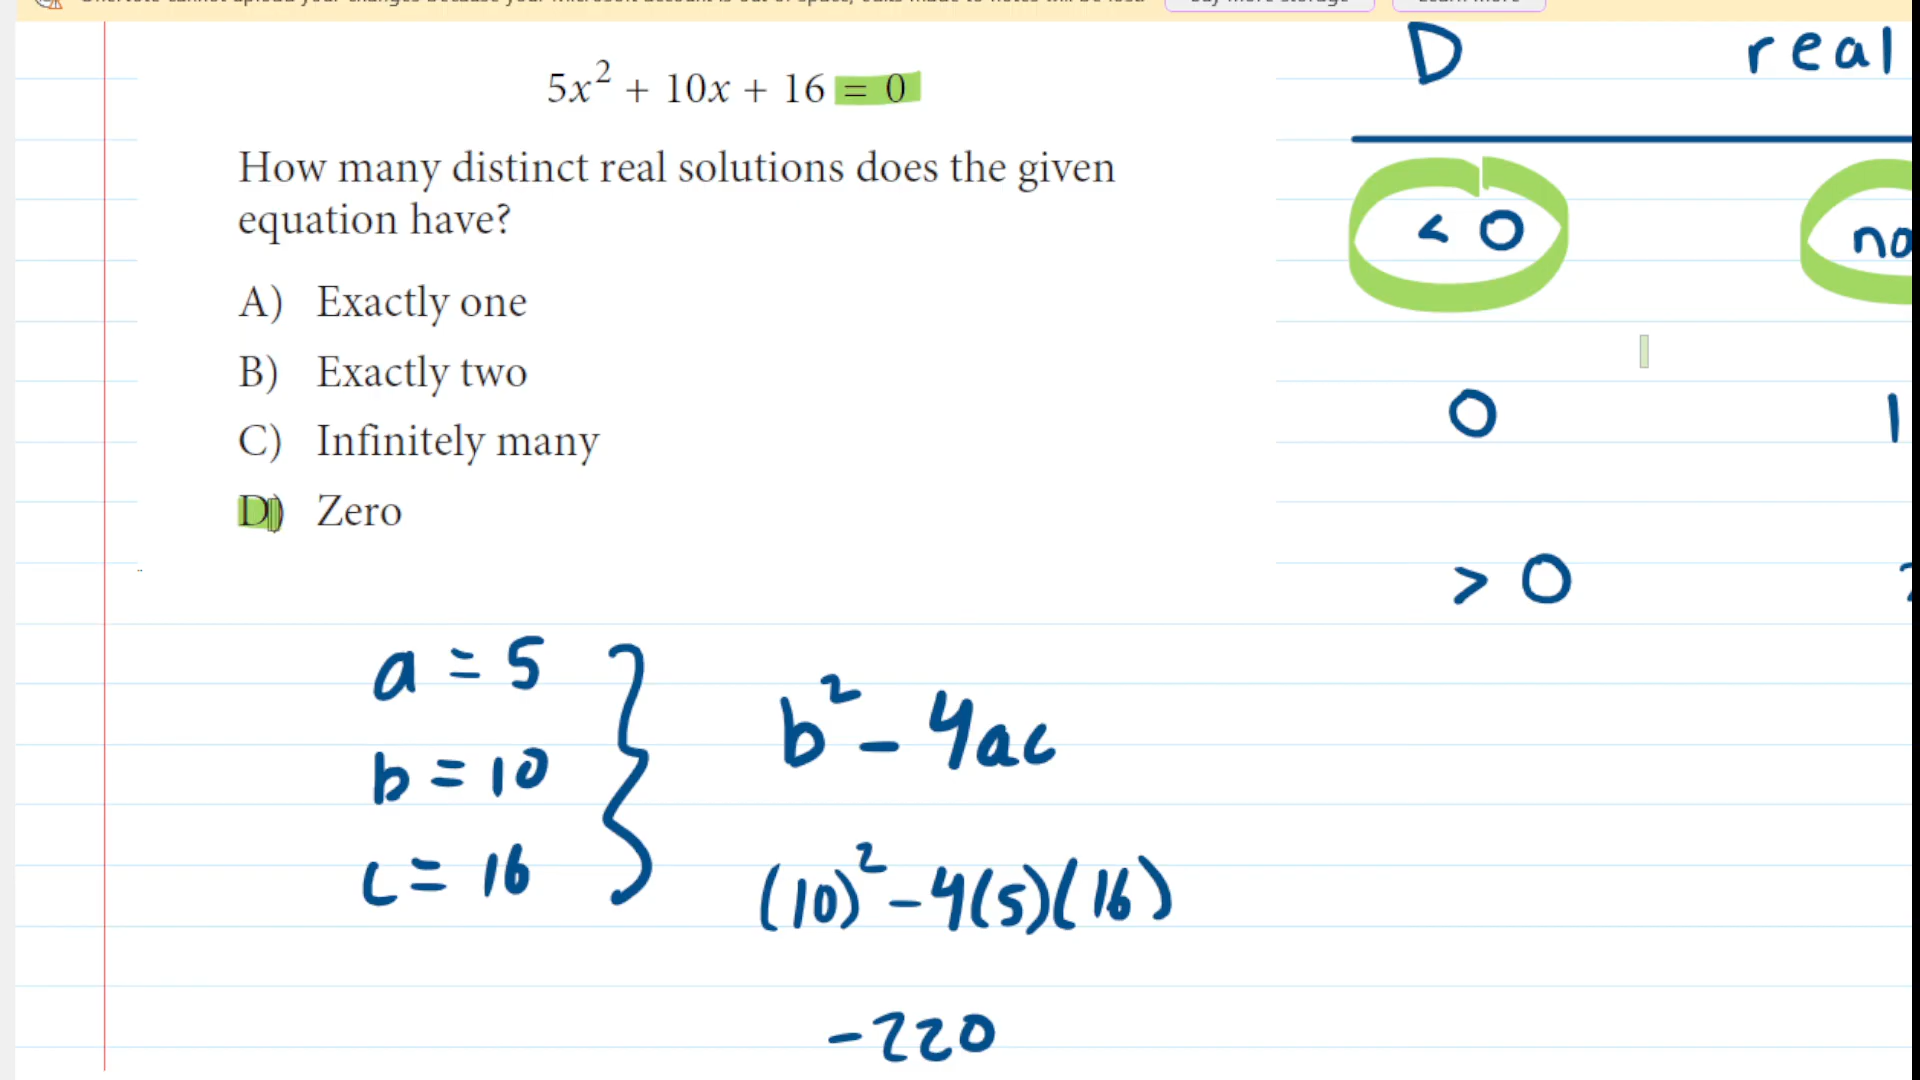 5x² + 10x + 16 = 0
How many distinct real solutions does the given
equation have?
A) Exactly one
B) Exactly two
C) Infinitely many
D) Zero
a = 5
b = 10
c = 16
b² - 4ac
(10)² - 4(5)(16)
-220
D real
< 0 no
0 1
> 0